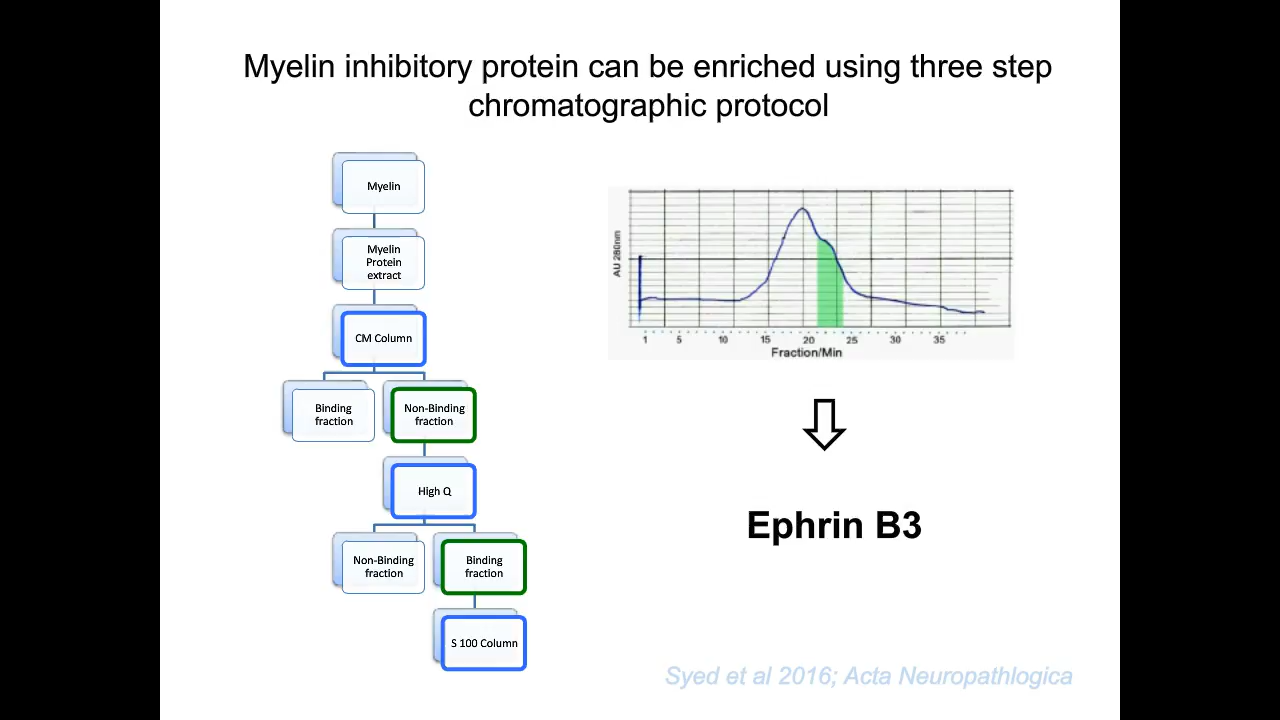 Myelin inhibitory protein can be enriched using three step
chromatographic protocol
Myelin
Myelin
Protein
extract
CM Column
Binding
fraction
Non-Binding
fraction
High Q
Non-Binding
fraction
Binding
fraction
S 100 Column
AU 280nm
1 5 10 15 20 25 30 35
Fraction/Min
Ephrin B3
Syed et al 2016; Acta Neuropathlogica